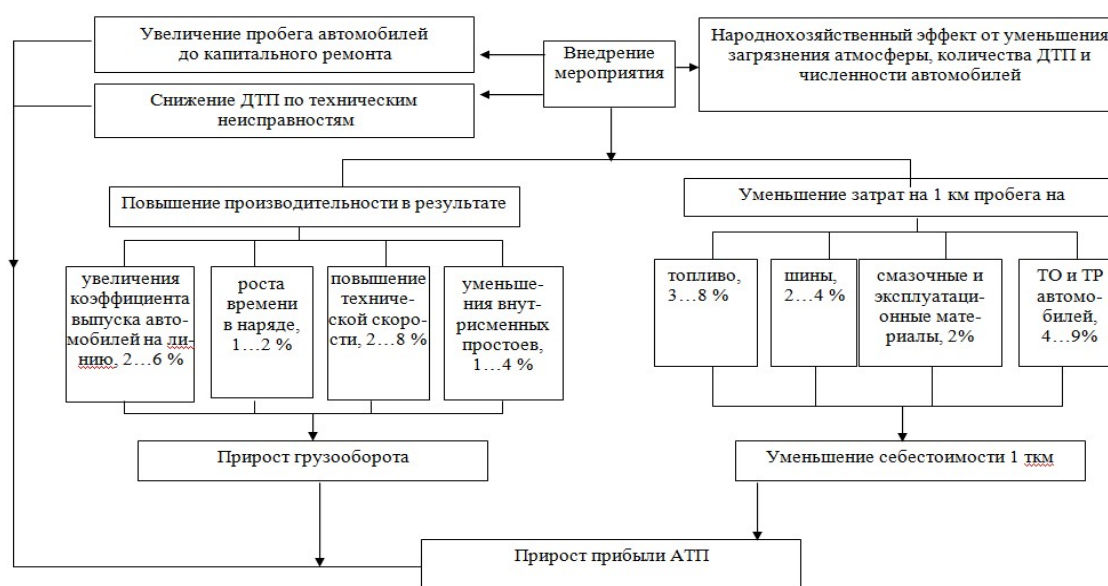 Увеличение пробега автомобилей
до капитального ремонта
Внедрение
мероприятия
Народнохозяйственный эффект от уменьшения
загрязнения атмосферы, количества ДТП и
численности автомобилей
Снижение ДТП по техническим
неисправностям
Повышение производительности в результате
Уменьшение затрат на 1 км пробега на
увеличения
коэффициента
выпуска авто-
мобилей на ли-
нию, 2…6 %
роста
времени
в наряде,
1…2 %
повышение
техниче-
ской скоро-
сти, 2…8 %
уменьше-
ния внут-
рисменных
простоев,
1…4 %
топливо,
3…8 %
шины,
2…4 %
смазочные и
эксплуатаци-
онные мате-
риалы, 2%
ТО и ТР
автомо-
билей,
4…9%
Прирост грузооборота
Уменьшение себестоимости 1 ткм
Прирост прибыли АТП